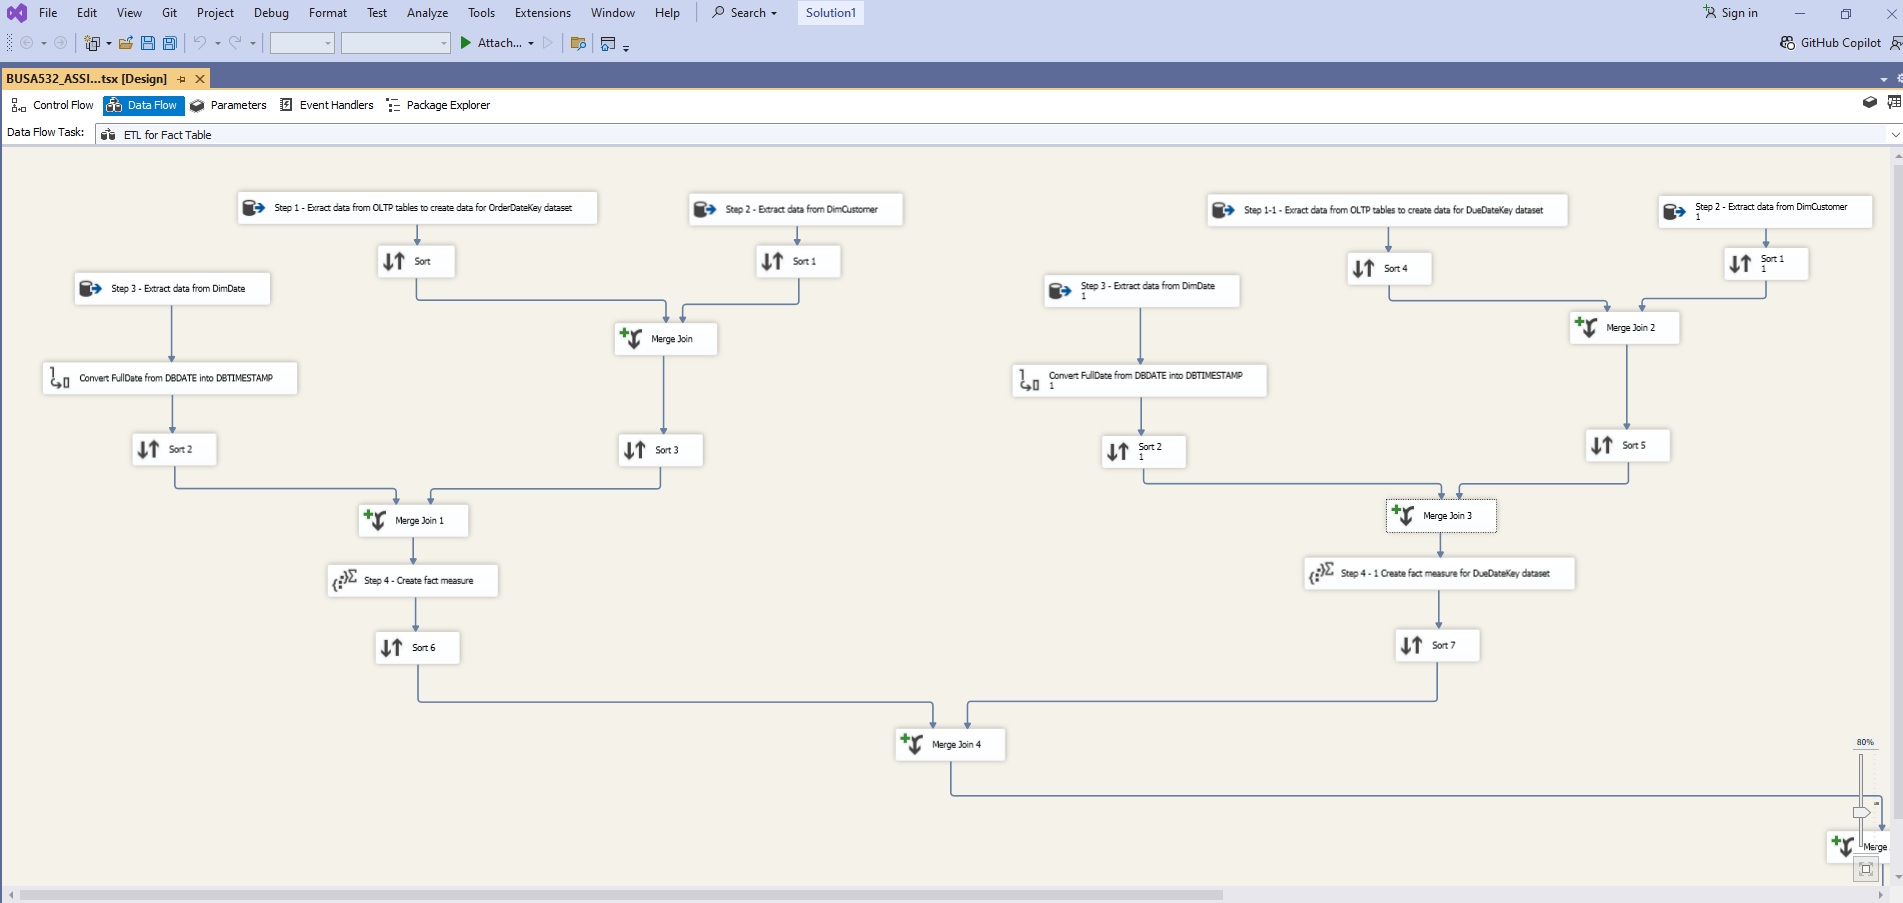 File Edit View Git Project Debug Format Test Analyze Tools Extensions Window Help Search Solution1 Sign in
Attach... GitHub Copilot
BUSA532_ASSI...tsx [Design]
Control Flow Data Flow Parameters Event Handlers Package Explorer
Data Flow Task: ETL for Fact Table
Step 1 - Exract data from OLTP tables to create data for OrderDateKey dataset
Step 2 - Extract data from DimCustomer
Step 1-1 - Exract data from OLTP tables to create data for DueDateKey dataset
Step 2 - Extract data from DimCustomer
1
Sort
Sort 1
Sort 4
Sort 1
1
Step 3 - Extract data from DimDate
Step 3 - Extract data from DimDate
1
Merge Join
Merge Join 2
Convert FullDate from DBDATE into DBTIMESTAMP
Convert FullDate from DBDATE into DBTIMESTAMP
1
Sort 2
Sort 3
Sort 2
1
Sort 5
Merge Join 1
Merge Join 3
Step 4 - Create fact measure
Step 4 - 1 Create fact measure for DueDateKey dataset
Sort 6
Sort 7
Merge Join 4
80%
Merge